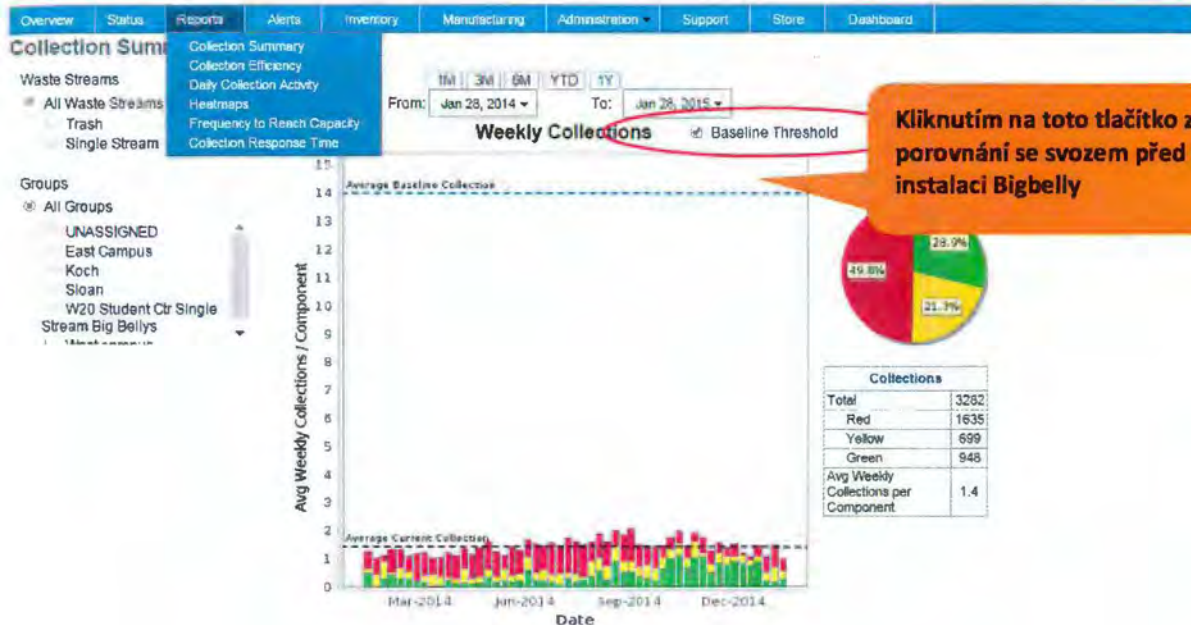 Overview Status Reports Alerts Inventory Manufacturing Administration Support Store Dashboard
Collection Summ
Collection Summary
Collection Efficiency
Daily Collection Activity
Heatmaps
Frequency to Reach Capacity
Collection Response Time
Waste Streams
All Waste Streams
Trash
Single Stream
Groups
All Groups
UNASSIGNED
East Campus
Koch
Sloan
W20 Student Ctr Single
Stream Big Bellys
1M 3M 6M YTD 1Y
From: Jan 28, 2014 To: Jan 28, 2015
Weekly Collections Baseline Threshold
Kliknutím na toto tlačítko z
porovnání se svozem před
instalaci Bigbelly
15
14
13
12
11
10
9
8
7
6
5
4
3
2
1
0
Average Baseline Collection
Average Current Collection
Avg Weekly Collections / Component
Mar-2014 Jun-2014 Sep-2014 Dec-2014
Date
28.9%
49.8%
21.3%
Collections
Total 3282
Red 1635
Yellow 699
Green 948
Avg Weekly
Collections per
Component
1.4